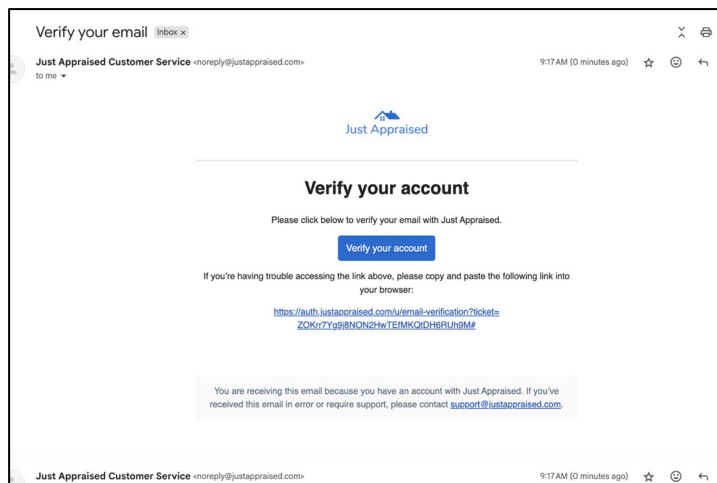 Verify your email Inbox x
Just Appraised Customer Service <noreply@justappraised.com> 9:17 AM (0 minutes ago)
to me
Just Appraised
Verify your account
Please click below to verify your email with Just Appraised.
Verify your account
If you're having trouble accessing the link above, please copy and paste the following link into
your browser:
https://auth.justappraised.com/u/email-verification?ticket=
ZOKrr7Yg9j8NON2HwTEfMKQtDH6RUh9M#
You are receiving this email because you have an account with Just Appraised. If you've
received this email in error or require support, please contact support@justappraised.com.
Just Appraised Customer Service <noreply@justappraised.com> 9:17 AM (0 minutes ago)